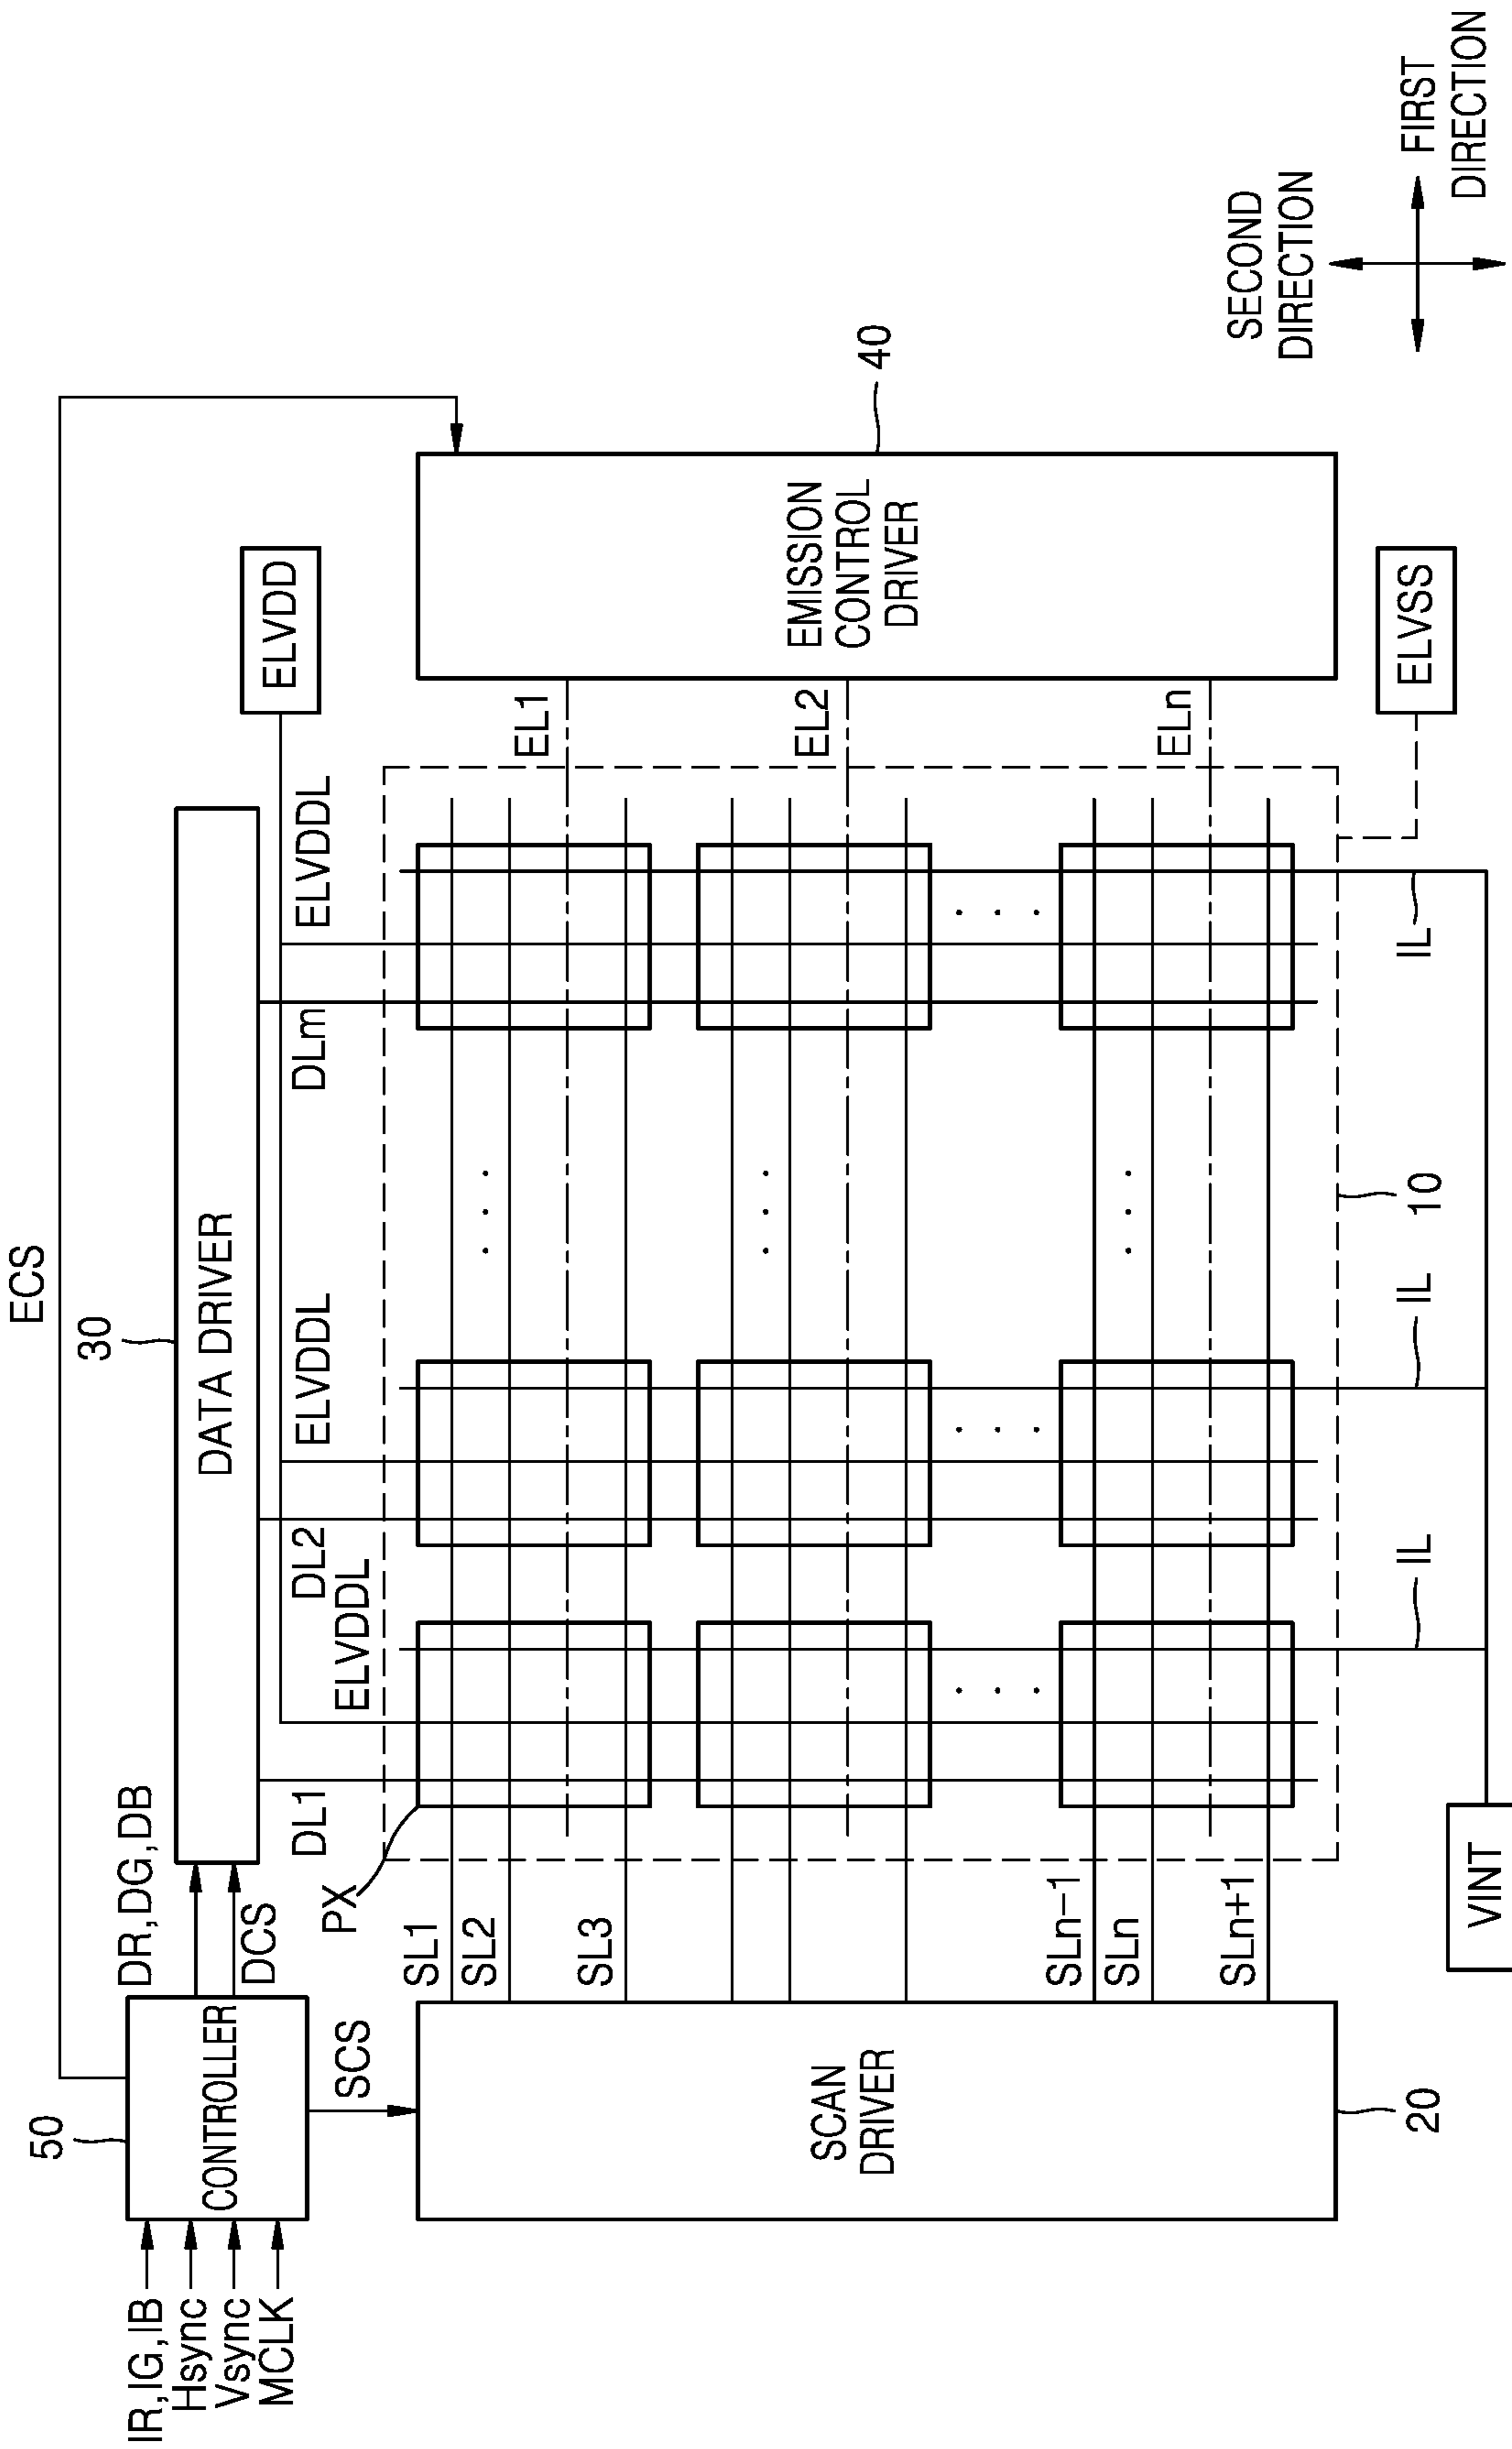 ECS
50
CONTROLLER
IR,IG,IB
Hsync
Vsync
MCLK
DR,DG,DB
DCS
SCS
30
DATA DRIVER
ELVDD
DL1
ELVDDL
DL2
ELVDDL
DLm
ELVDDL
PX
SL1
SL2
SL3
SLn−1
SLn
SLn+1
EL1
EL2
ELn
SCAN
DRIVER
20
EMISSION
CONTROL
DRIVER
40
IL
IL
10
IL
ELVSS
VINT
SECOND
DIRECTION
FIRST
DIRECTION